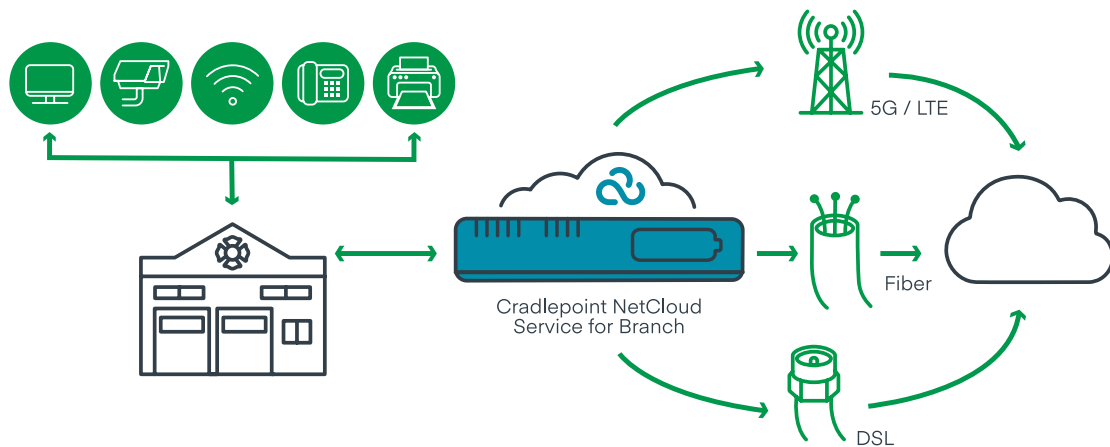 5G / LTE
Fiber
Cradlepoint NetCloud
Service for Branch
DSL